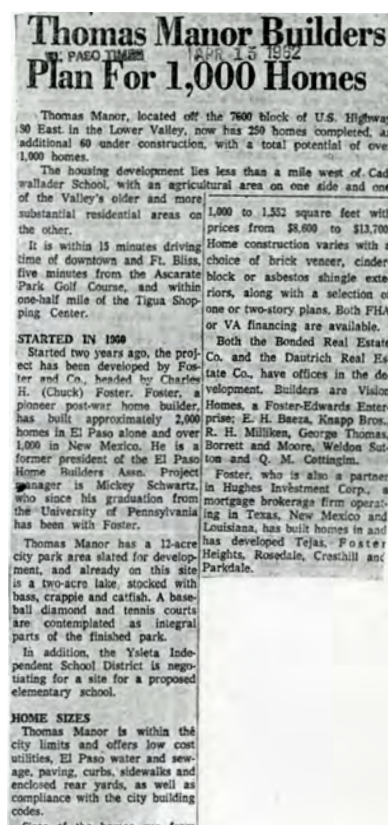 Thomas Manor Builders
EL PASO TIMES APR 15 1962
Plan For 1,000 Homes
Thomas Manor, located off the 7600 block of U.S. Highway
80 East in the Lower Valley, now has 250 homes completed, a
additional 60 under construction, with a total potential of ove
1,000 homes.
The housing development lies less than a mile west of Cad
wallader School, with an agricultural area on one side and on
of the Valley's older and more
substantial residential areas on
the other.
It is within 15 minutes driving
time of downtown and Ft. Bliss,
five minutes from the Ascarate
Park Golf Course, and within
one-half mile of the Tigua Shop-
ping Center.
STARTED IN 1960
Started two years ago, the proj-
ect has been developed by Fos-
ter and Co., headed by Charles
H. (Chuck) Foster. Foster, a
pioneer post-war home builder,
has built approximately 2,000
homes in El Paso alone and over
1,000 in New Mexico. He is a
former president of the El Paso
Home Builders Assn. Project
manager is Mickey Schwartz,
who since his graduation from
the University of Pennsylvania
has been with Foster.
Thomas Manor has a 12-acre
city park area slated for develop-
ment, and already on this site
is a two-acre lake, stocked with
bass, crappie and catfish. A base-
ball diamond and tennis courts
are contemplated as integral
parts of the finished park.
In addition, the Ysleta Inde-
pendent School District is nego-
tiating for a site for a proposed
elementary school.
HOME SIZES
Thomas Manor is within the
city limits and offers low cost
utilities, El Paso water and sew-
age, paving, curbs, sidewalks and
enclosed rear yards, as well as
compliance with the city building
codes.
1,000 to 1,552 square feet with
prices from $8,600 to $13,700
Home construction varies with a
choice of brick veneer, cinder
block or asbestos shingle exte
riors, along with a selection o
one or two-story plans. Both FHA
or VA financing are available.
Both the Bonded Real Estate
Co. and the Dautrich Real Es
tate Co., have offices in the de
velopment. Builders are Vision
Homes, a Foster-Edwards Enter
prise; E. H. Baeza, Knapp Bros.,
R. H. Milliken, George Thomas,
Borrett and Moore, Weldon Sut
ton and Q. M. Cottingim.
Foster, who is also a partner
in Hughes Investment Corp., a
mortgage brokerage firm operat
ing in Texas, New Mexico and
Louisiana, has built homes in and
has developed Tejas, Foster
Heights, Rosedale, Cresthill and
Parkdale.